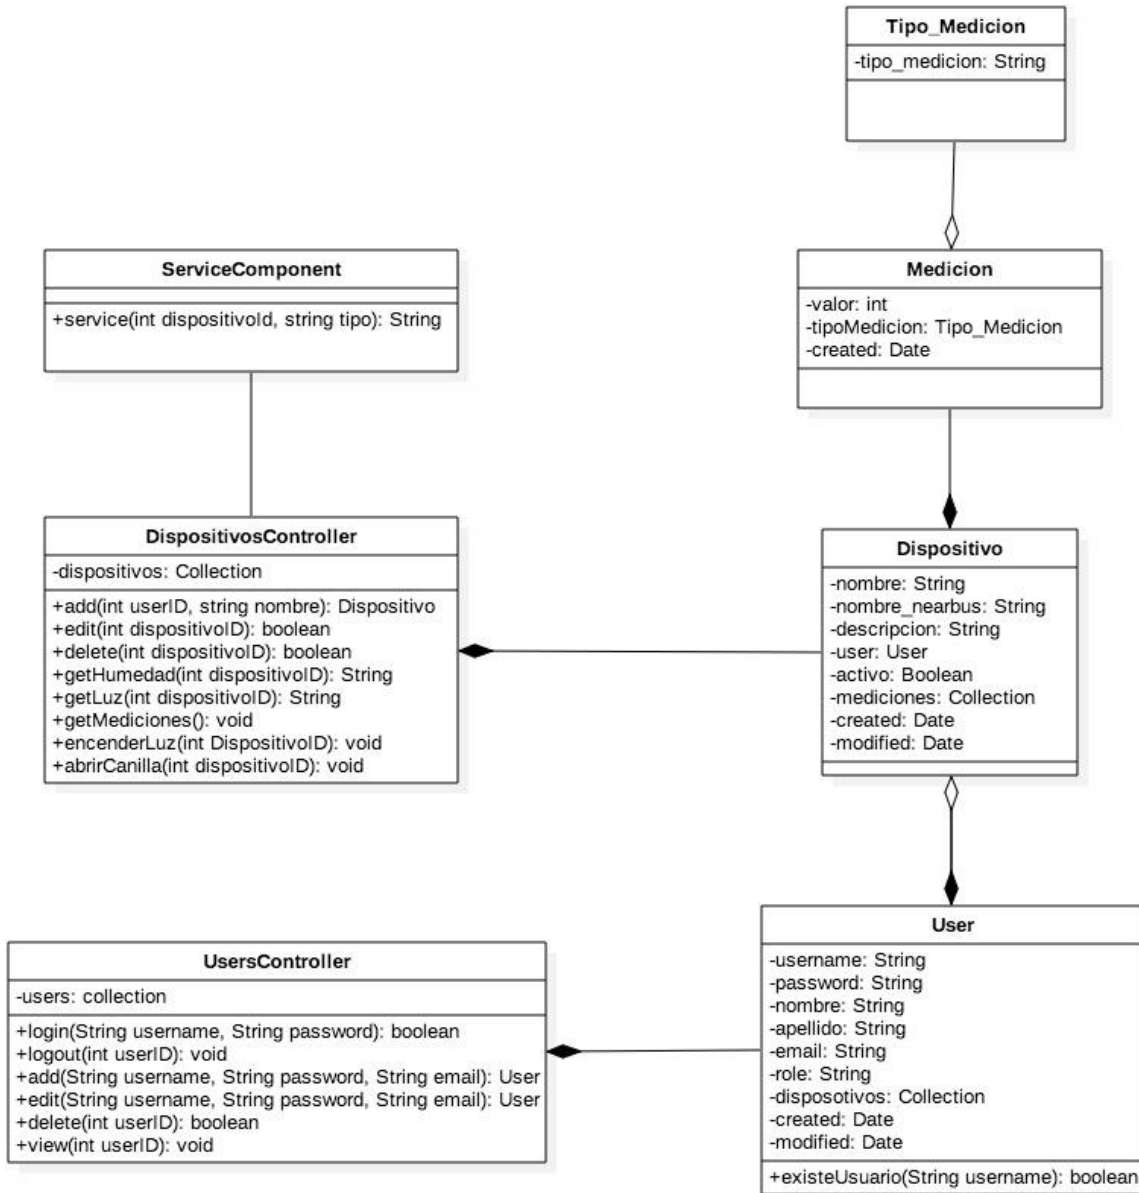 Tipo_Medicion
-tipo_medicion: String
ServiceComponent
+service(int dispositivoId, string tipo): String
Medicion
-valor: int
-tipoMedicion: Tipo_Medicion
-created: Date
DispositivosController
-dispositivos: Collection
+add(int userID, string nombre): Dispositivo
+edit(int dispositivoID): boolean
+delete(int dispositivoID): boolean
+getHumedad(int dispositivoID): String
+getLuz(int dispositivoID): String
+getMediciones(): void
+encenderLuz(int DispositivoID): void
+abrirCanilla(int dispositivoID): void
Dispositivo
-nombre: String
-nombre_nearbus: String
-descripcion: String
-user: User
-activo: Boolean
-mediciones: Collection
-created: Date
-modified: Date
UsersController
-users: collection
+login(String username, String password): boolean
+logout(int userID): void
+add(String username, String password, String email): User
+edit(String username, String password, String email): User
+delete(int userID): boolean
+view(int userID): void
User
-username: String
-password: String
-nombre: String
-apellido: String
-email: String
-role: String
-disposotivos: Collection
-created: Date
-modified: Date
+existeUsuario(String username): boolean